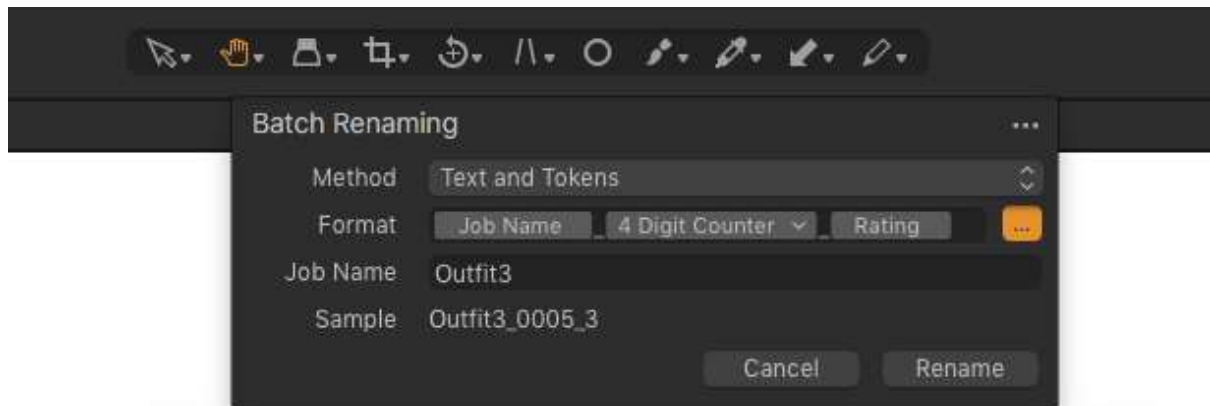 Batch Renaming ...
Method Text and Tokens
Format Job Name _ 4 Digit Counter _ Rating ...
Job Name Outfit3
Sample Outfit3_0005_3
Cancel Rename